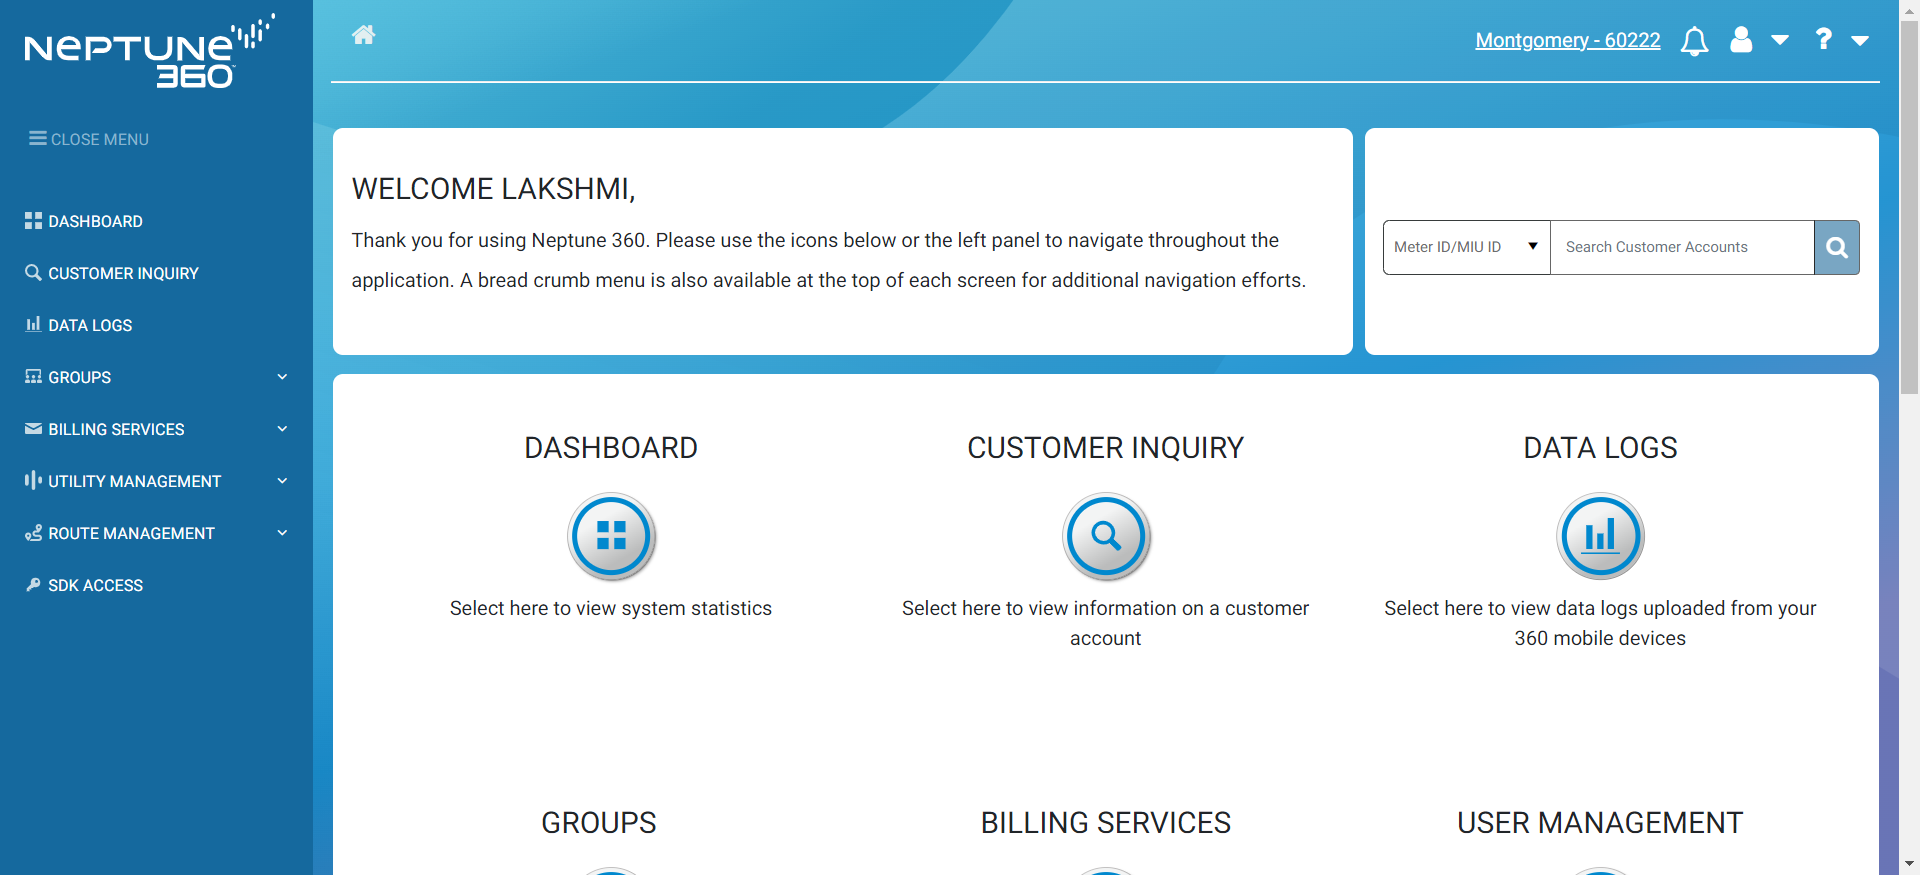 NEPTUNE
360™
CLOSE MENU
DASHBOARD
CUSTOMER INQUIRY
DATA LOGS
GROUPS
BILLING SERVICES
UTILITY MANAGEMENT
ROUTE MANAGEMENT
SDK ACCESS
Montgomery - 60222
?
WELCOME LAKSHMI,
Thank you for using Neptune 360. Please use the icons below or the left panel to navigate throughout the
application. A bread crumb menu is also available at the top of each screen for additional navigation efforts.
Meter ID/MIU ID
Search Customer Accounts
DASHBOARD
Select here to view system statistics
CUSTOMER INQUIRY
Select here to view information on a customer
account
DATA LOGS
Select here to view data logs uploaded from your
360 mobile devices
GROUPS
BILLING SERVICES
USER MANAGEMENT